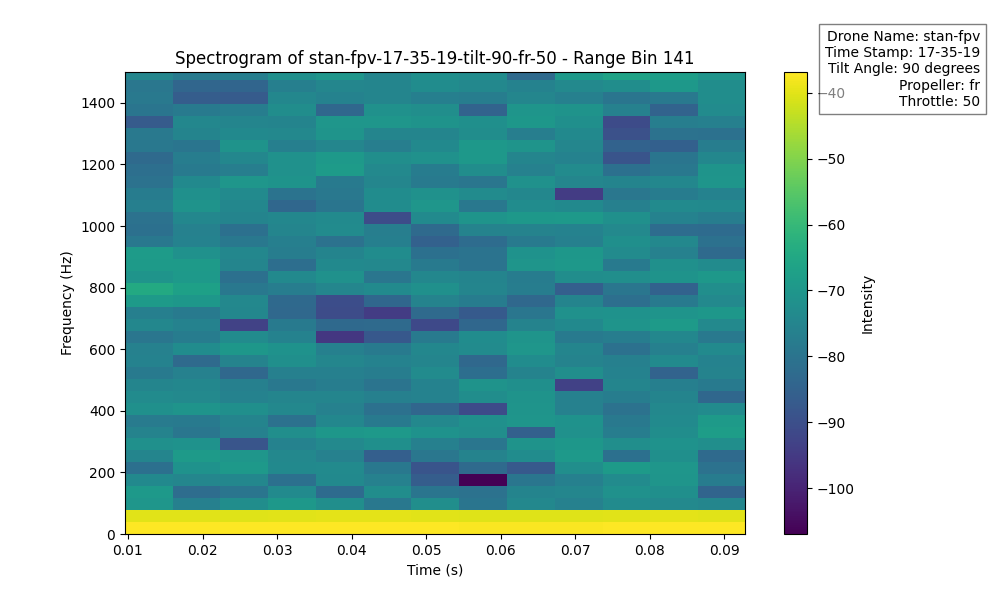 Spectrogram of stan-fpv-17-35-19-tilt-90-fr-50 - Range Bin 141
Drone Name: stan-fpv
Time Stamp: 17-35-19
Tilt Angle: 90 degrees
Propeller: fr
Throttle: 50
Frequency (Hz)
1400
1200
1000
800
600
400
200
0
0.01 0.02 0.03 0.04 0.05 0.06 0.07 0.08 0.09
Time (s)
−40
−50
−60
−70
−80
−90
−100
Intensity